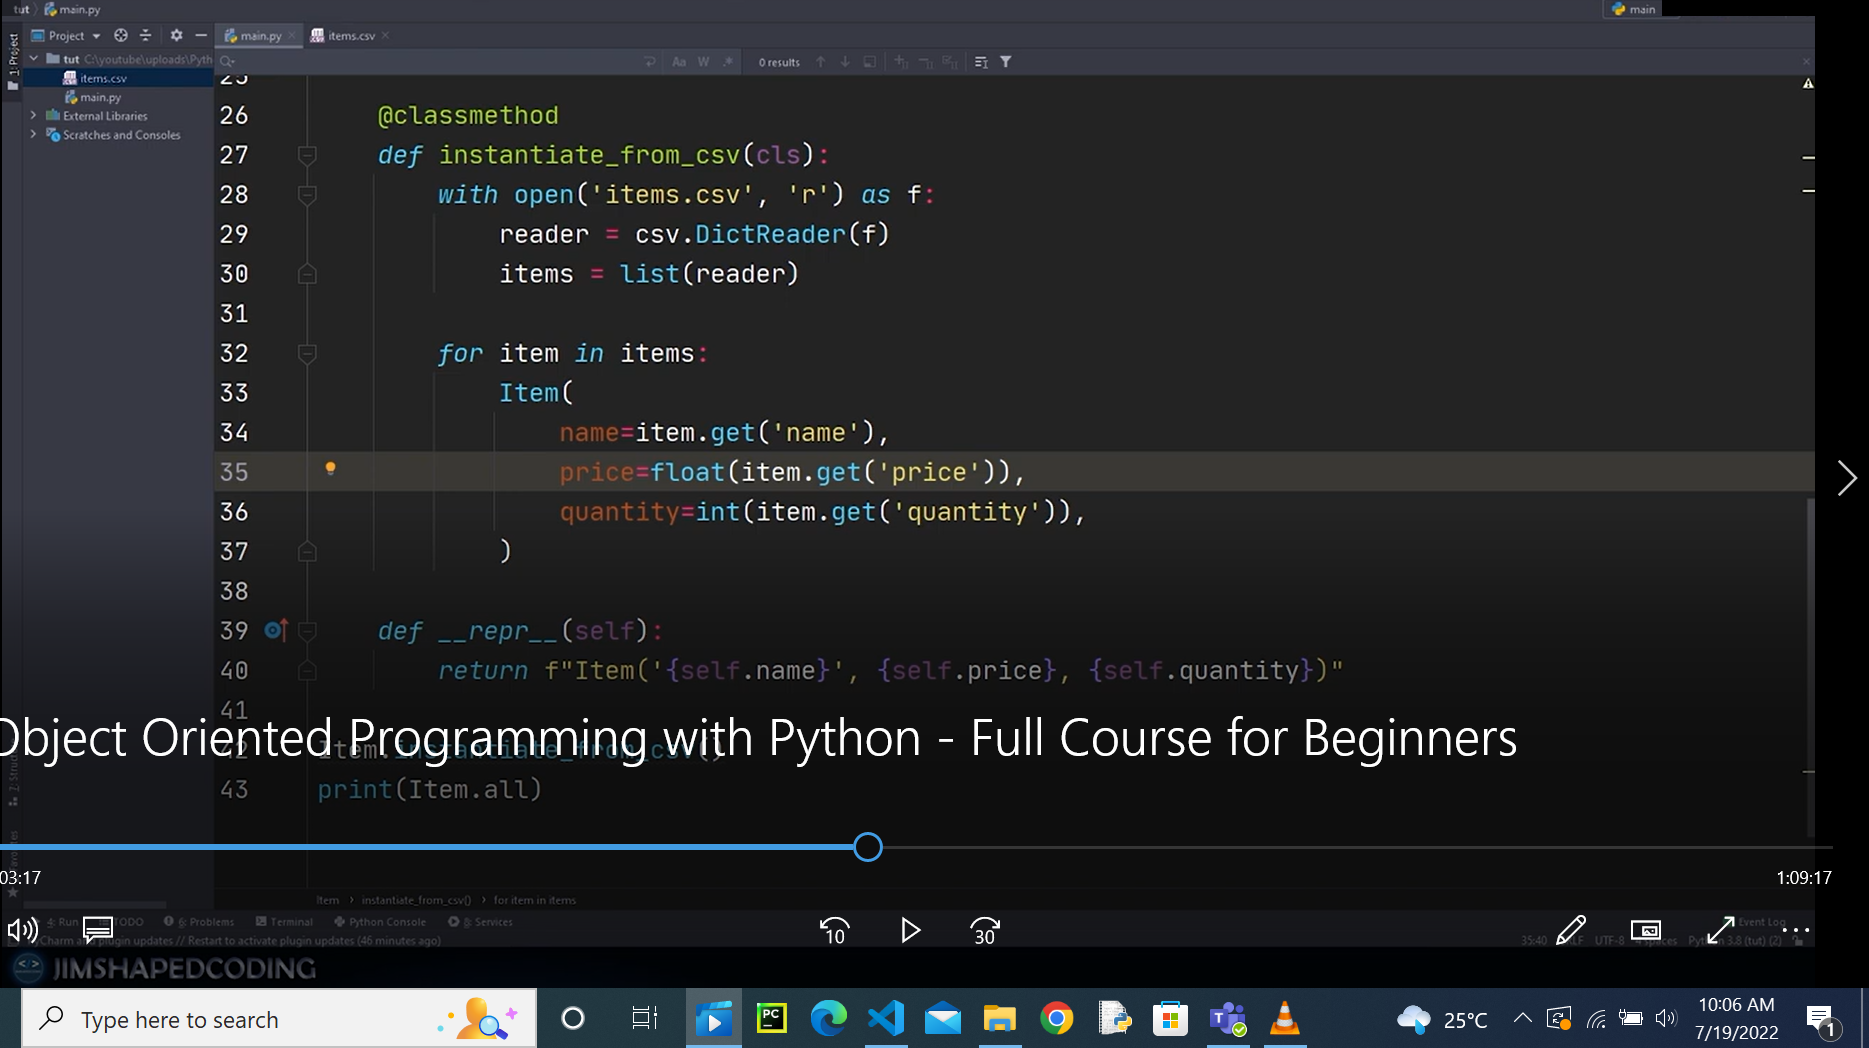 tut main.py
main
Project
main.py
items.csv
1: Project
tut C:\youtube\uploads\Pyth
items.csv
main.py
External Libraries
Scratches and Consoles
Aa W .* 0 results
25
26 @classmethod
27 def instantiate_from_csv(cls):
28 with open('items.csv', 'r') as f:
29 reader = csv.DictReader(f)
30 items = list(reader)
31
32 for item in items:
33 Item(
34 name=item.get('name'),
35 price=float(item.get('price')),
36 quantity=int(item.get('quantity')),
37 )
38
39 def __repr__(self):
40 return f"Item('{self.name}', {self.price}, {self.quantity})"
41
Object Oriented Programming with Python - Full Course for Beginners
42 Item.instantiate_from_csv()
43 print(Item.all)
03:17
1:09:17
Item › instantiate_from_csv() › for item in items
4: Run TODO 6: Problems Terminal Python Console 8: Services
Event Log
Charm and plugin updates // Restart to activate plugin updates (46 minutes ago)
35:40 UTF-8 4 spaces Python 3.8 (tut) (2)
10
30
JIMSHAPEDCODING
Type here to search
PC
25°C
10:06 AM
7/19/2022
1